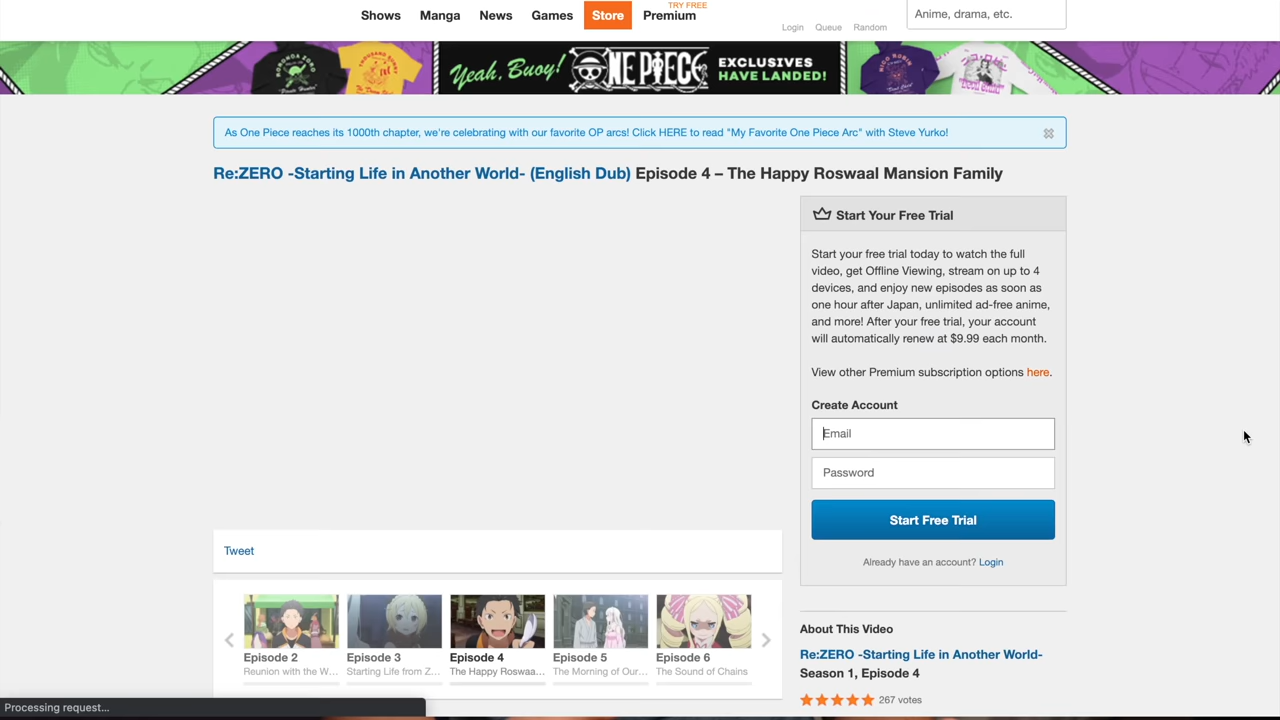 TRY FREE
Shows Manga News Games Store Premium
Login Queue Random
Anime, drama, etc.
Yeah, Buoy! ONE PIECE EXCLUSIVES
HAVE LANDED!
As One Piece reaches its 1000th chapter, we're celebrating with our favorite OP arcs! Click HERE to read "My Favorite One Piece Arc" with Steve Yurko!
Re:ZERO -Starting Life in Another World- (English Dub) Episode 4 – The Happy Roswaal Mansion Family
Start Your Free Trial
Start your free trial today to watch the full
video, get Offline Viewing, stream on up to 4
devices, and enjoy new episodes as soon as
one hour after Japan, unlimited ad-free anime,
and more! After your free trial, your account
will automatically renew at $9.99 each month.
View other Premium subscription options here.
Create Account
Email
Password
Start Free Trial
Already have an account? Login
Tweet
Episode 2
Reunion with the W...
Episode 3
Starting Life from Z...
Episode 4
The Happy Roswaa...
Episode 5
The Morning of Our...
Episode 6
The Sound of Chains
About This Video
Re:ZERO -Starting Life in Another World-
Season 1, Episode 4
267 votes
Processing request...